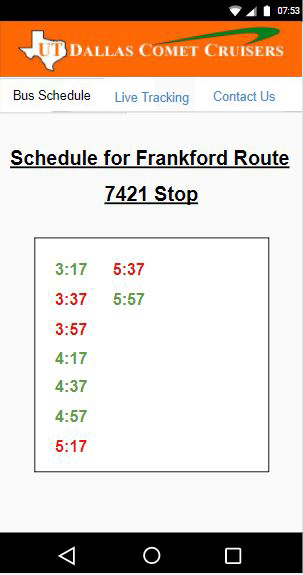 07:53
UT DALLAS COMET CRUISERS
Bus Schedule Live Tracking Contact Us
Schedule for Frankford Route
7421 Stop
3:17 5:37
3:37 5:57
3:57
4:17
4:37
4:57
5:17